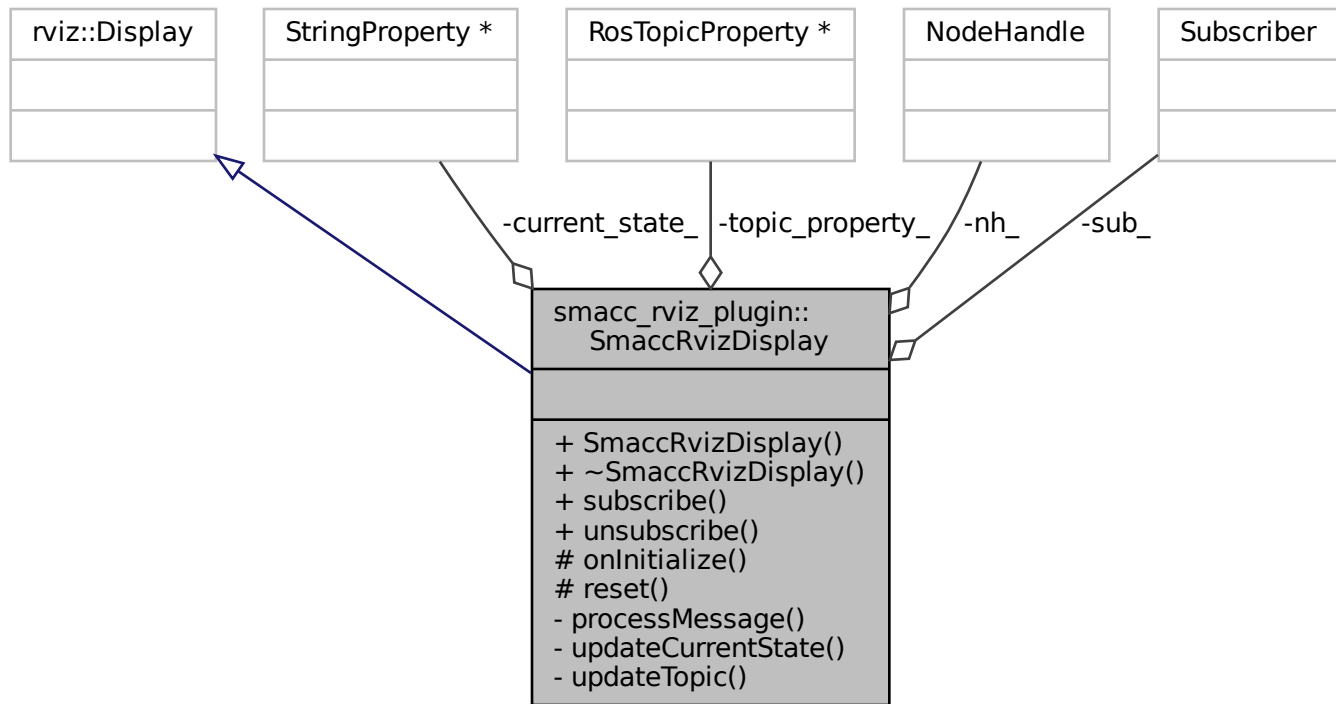 rviz::Display
StringProperty *
RosTopicProperty *
NodeHandle
Subscriber
-current_state_
-topic_property_
-nh_
-sub_
smacc_rviz_plugin::
SmaccRvizDisplay
+ SmaccRvizDisplay()
+ ~SmaccRvizDisplay()
+ subscribe()
+ unsubscribe()
# onInitialize()
# reset()
- processMessage()
- updateCurrentState()
- updateTopic()